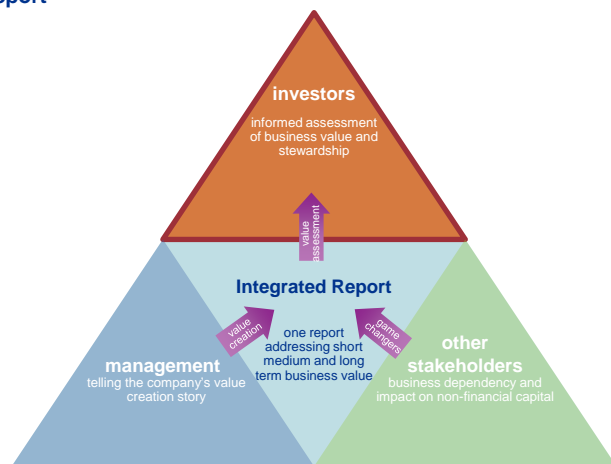 port
investors
informed assessment
of business value and
stewardship
value
assessment
Integrated Report
one report
addressing short
medium and long
term business value
value
creation
game
changers
management
telling the company's value
creation story
other
stakeholders
business dependency and
impact on non-financial capital